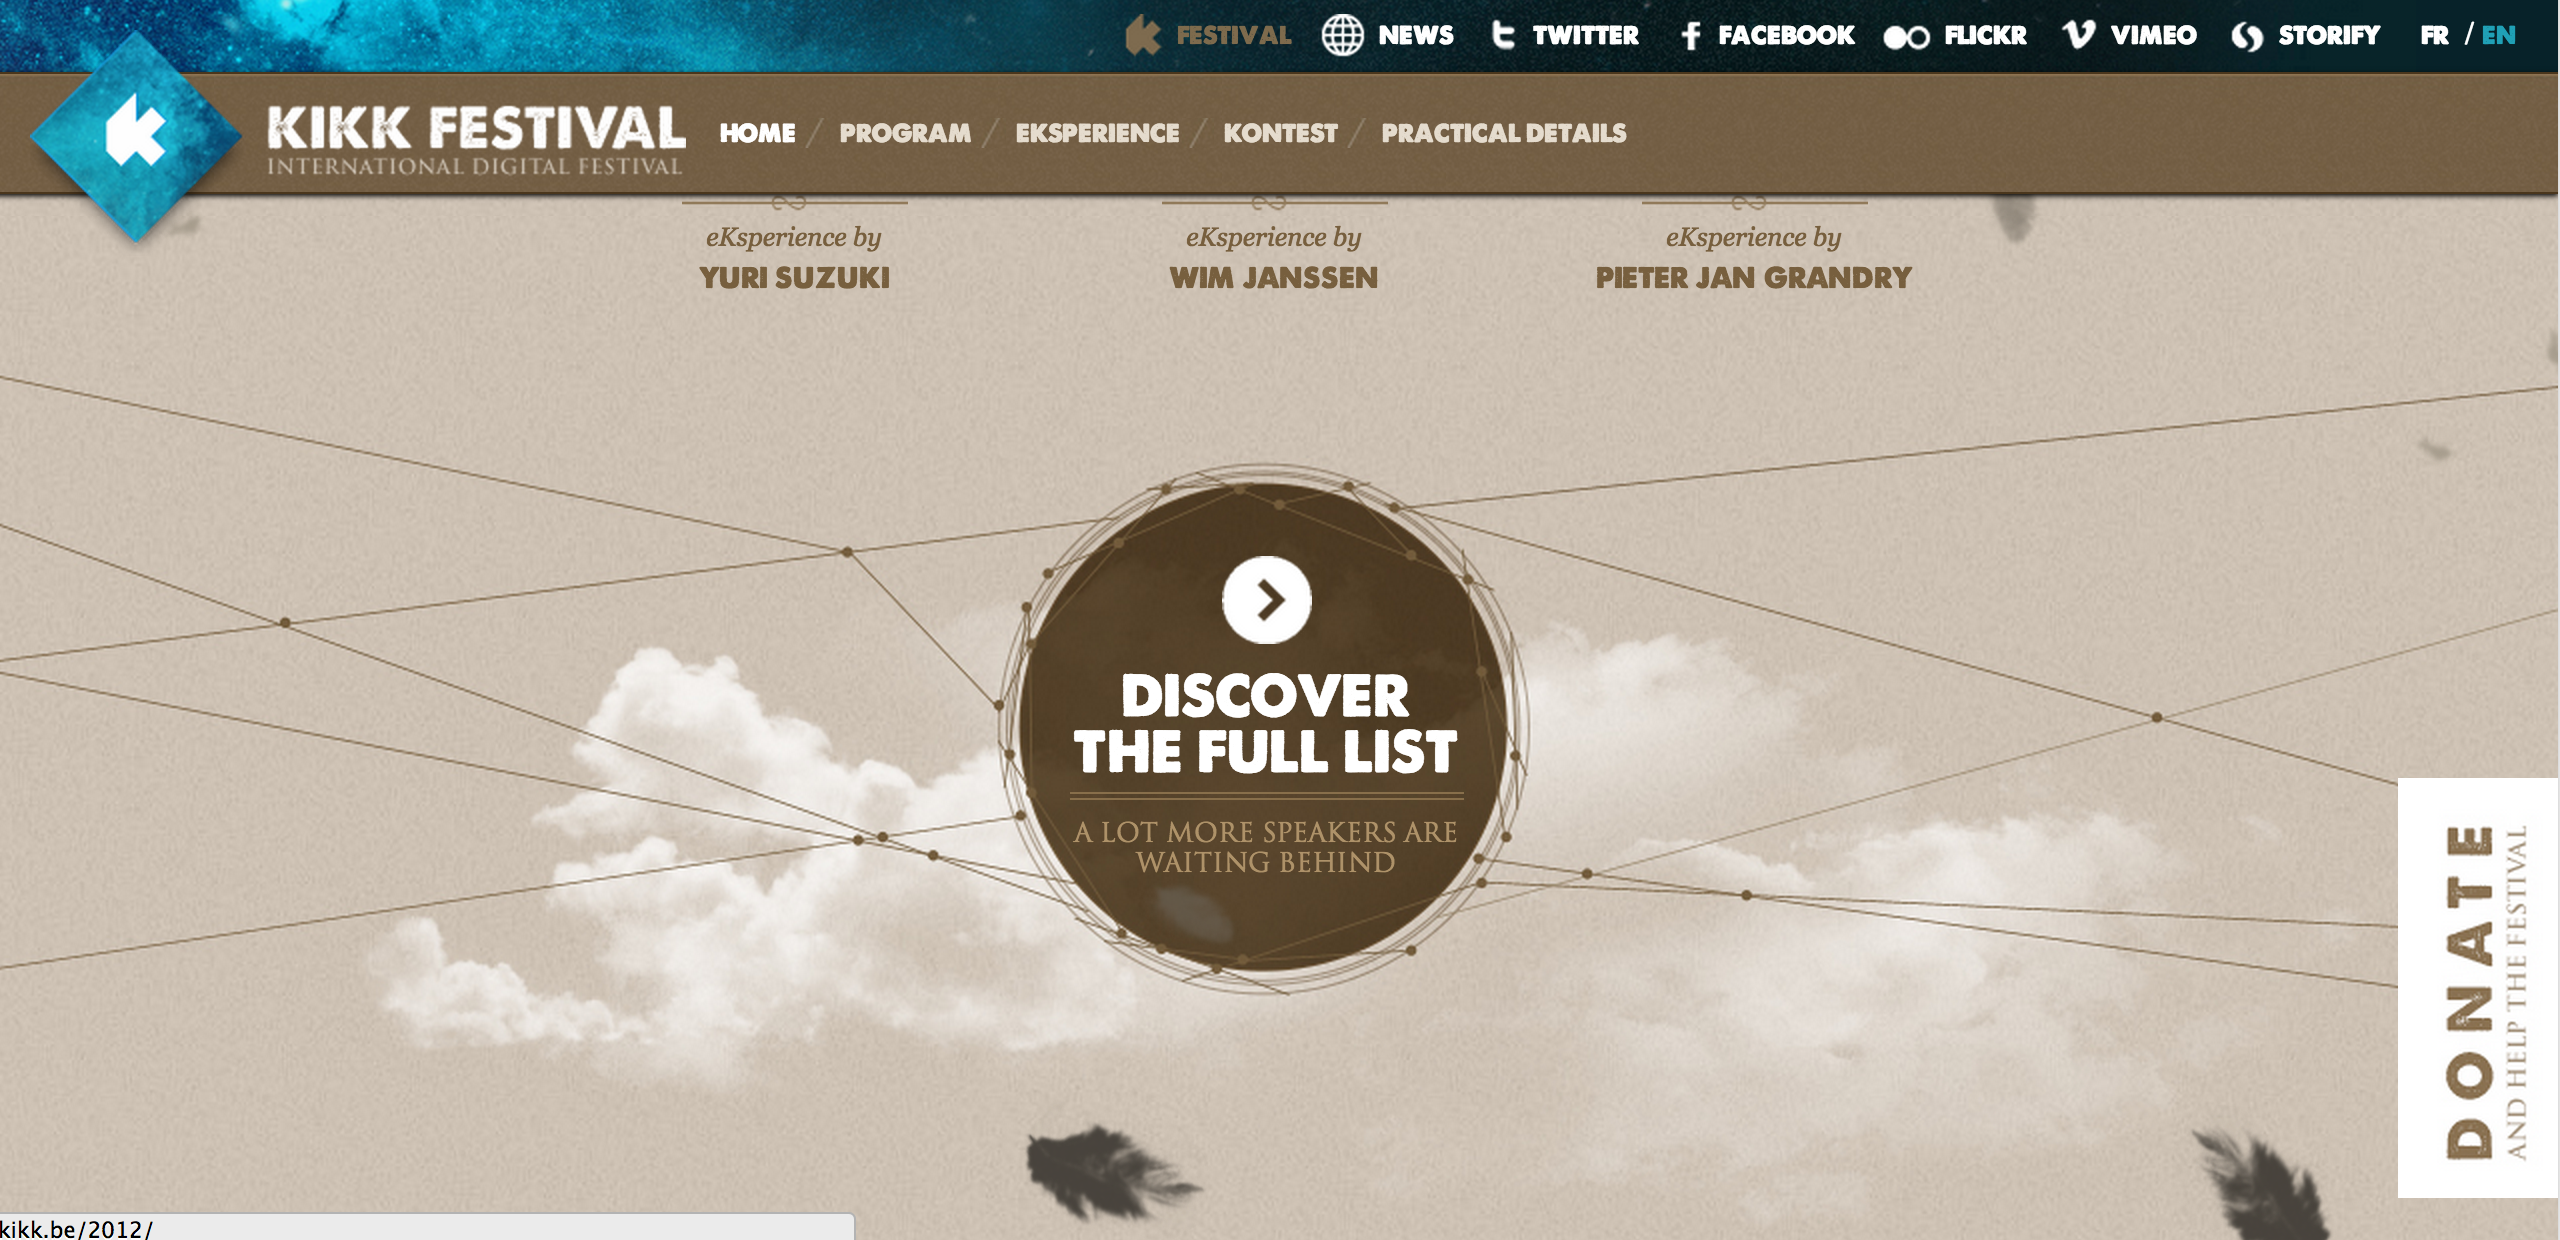 FESTIVAL
NEWS
TWITTER
FACEBOOK
FLICKR
VIMEO
STORIFY
FR / EN
KIKK FESTIVAL
INTERNATIONAL DIGITAL FESTIVAL
HOME / PROGRAM / EKSPERIENCE / KONTEST / PRACTICAL DETAILS
eKsperience by
YURI SUZUKI
eKsperience by
WIM JANSSEN
eKsperience by
PIETER JAN GRANDRY
DISCOVER
THE FULL LIST
A LOT MORE SPEAKERS ARE
WAITING BEHIND
DONATE
AND HELP THE FESTIVAL
kikk.be/2012/